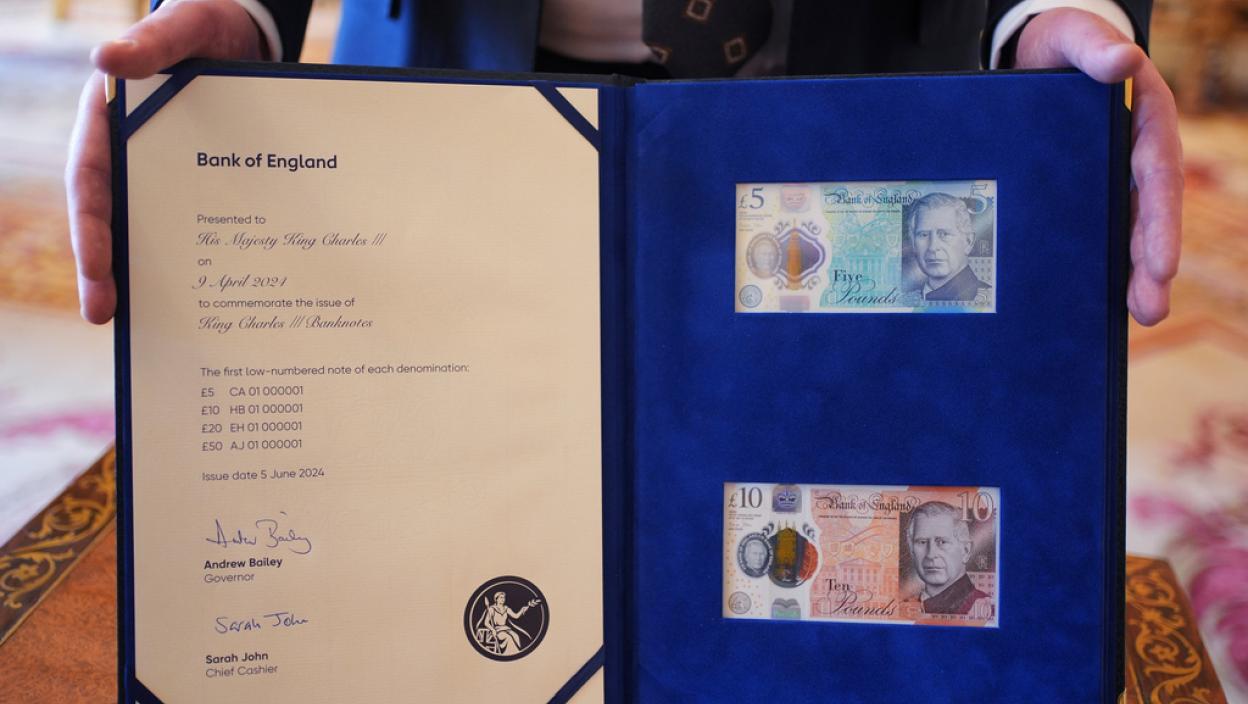 Bank of England
Presented to
His Majesty King Charles III
on
9 April 2024
to commemorate the issue of
King Charles III Banknotes
The first low-numbered note of each denomination:
£5 CA 01 000001
£10 HB 01 000001
£20 EH 01 000001
£50 AJ 01 000001
Issue date 5 June 2024
Andrew Bailey
Andrew Bailey
Governor
Sarah John
Sarah John
Chief Cashier
£5
Bank of England
5
Five
Pounds
5
£10
Bank of England
10
Ten
Pounds
10